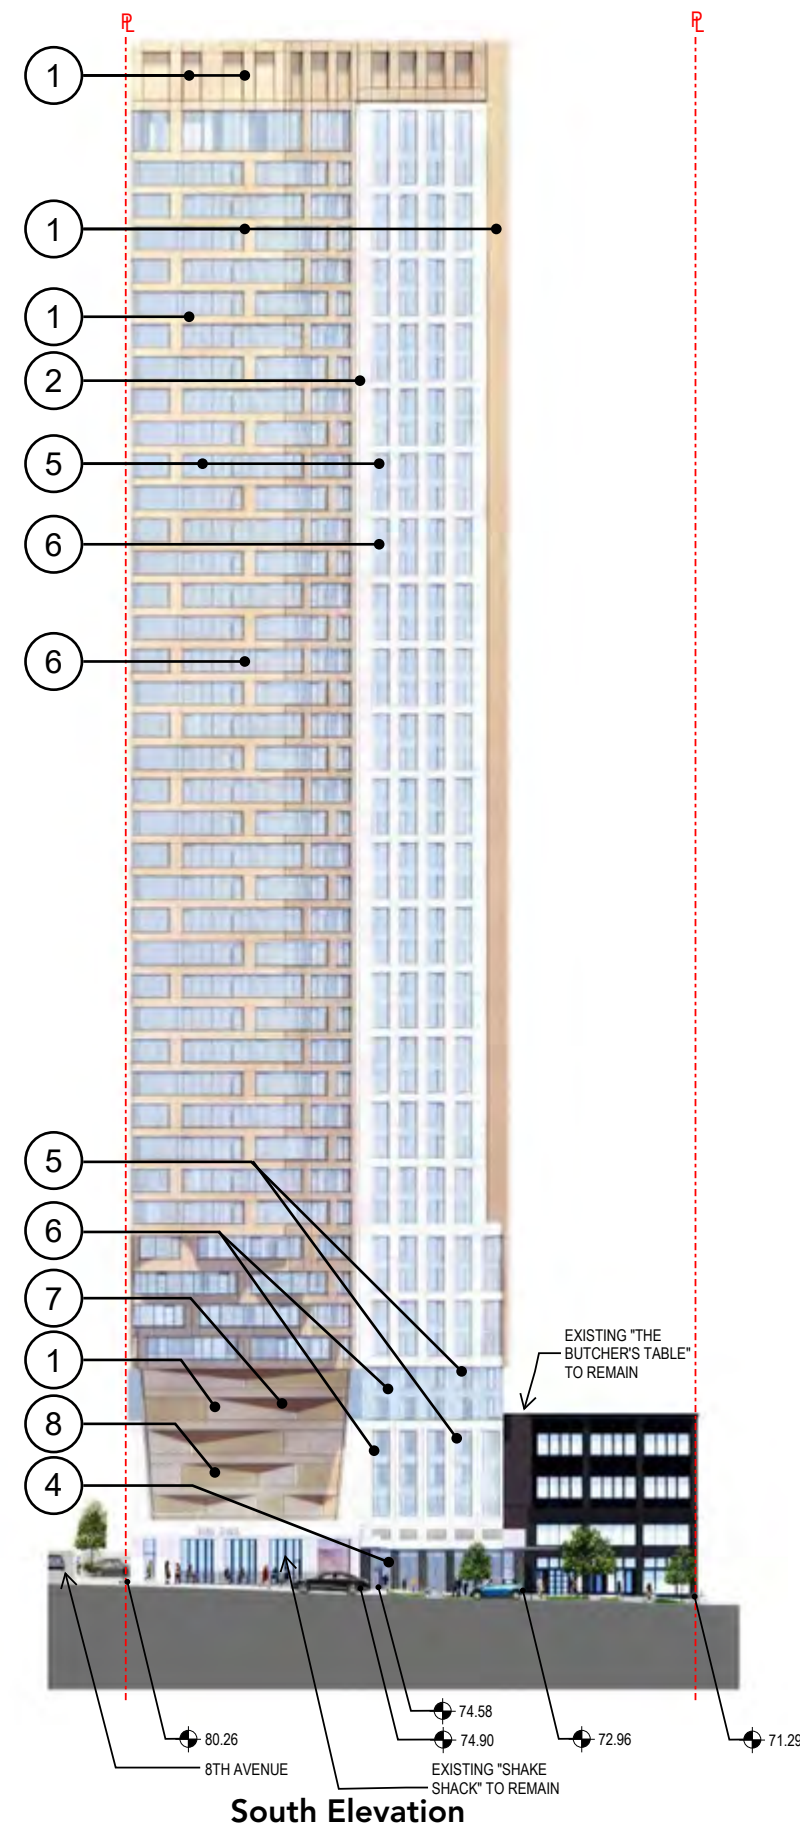 PL
PL
1
1
1
2
5
6
6
5
6
7
1
8
4
EXISTING "THE
BUTCHER'S TABLE"
TO REMAIN
74.58
80.26
74.90
72.96
71.29
8TH AVENUE
EXISTING "SHAKE
SHACK" TO REMAIN
South Elevation